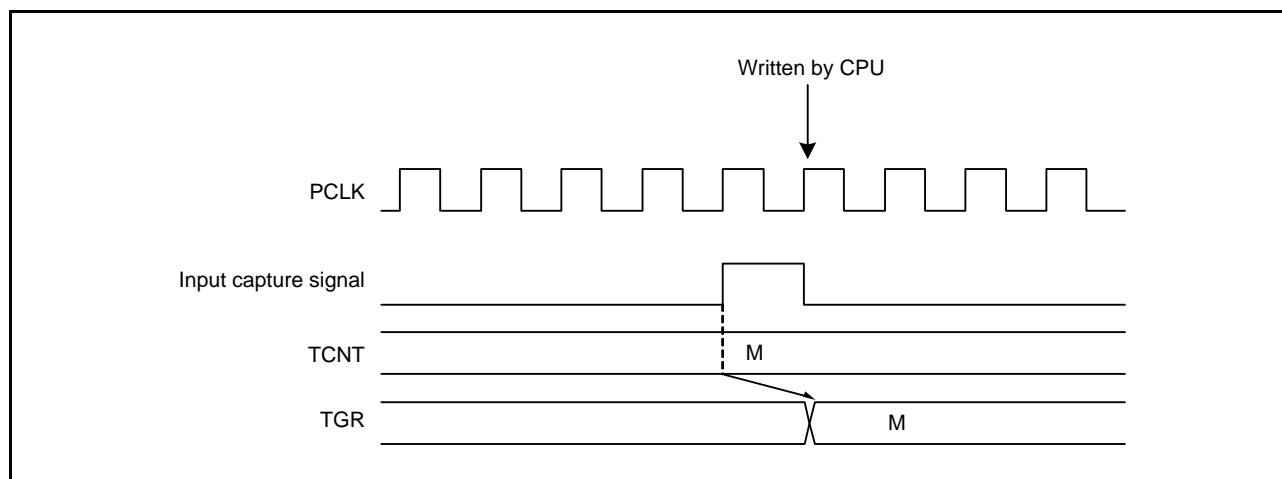 Written by CPU
PCLK
Input capture signal
TCNT
M
TGR
M